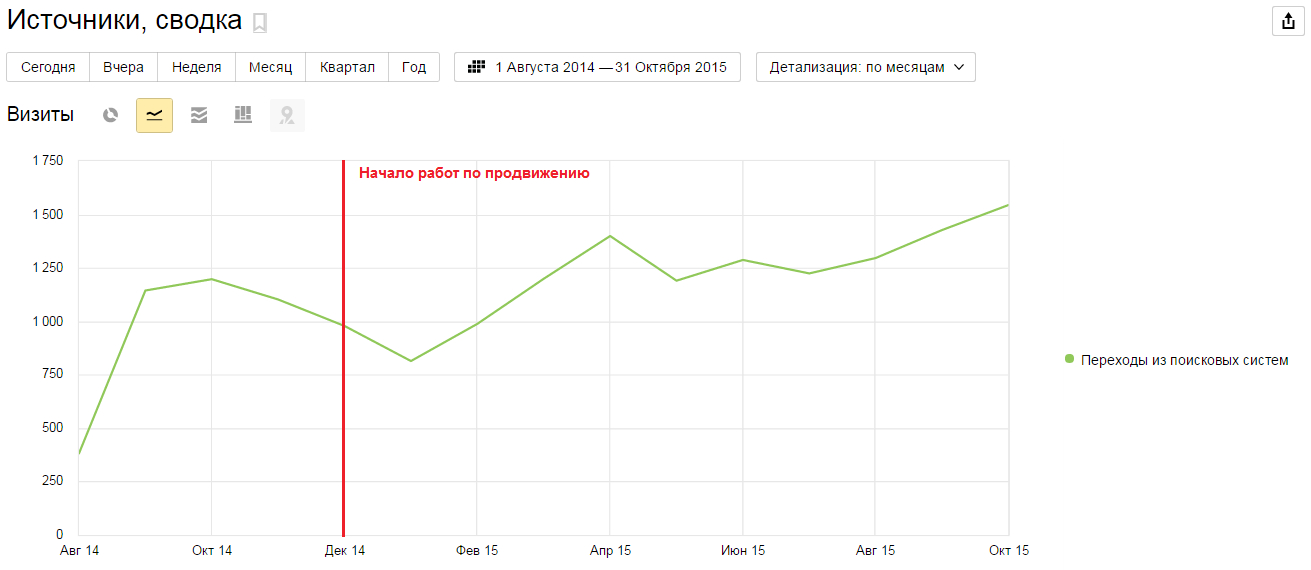 Источники, сводка
Сегодня Вчера Неделя Месяц Квартал Год 1 Августа 2014 — 31 Октября 2015 Детализация: по месяцам
Визиты
Начало работ по продвижению
1 750
1 500
1 250
1 000
750
500
250
0
Переходы из поисковых систем
Авг 14 Окт 14 Дек 14 Фев 15 Апр 15 Июн 15 Авг 15 Окт 15